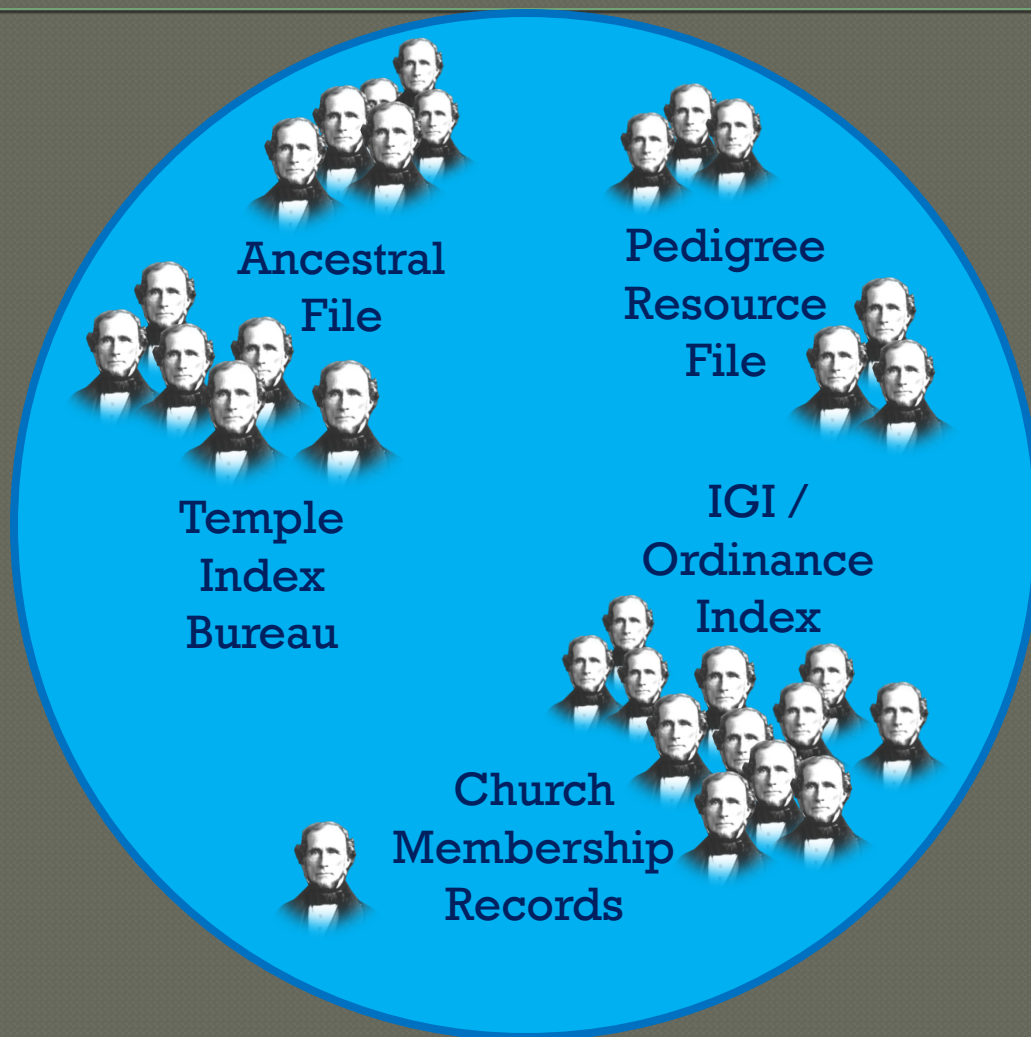 Ancestral
File
Pedigree
Resource
File
Temple
Index
Bureau
IGI /
Ordinance
Index
Church
Membership
Records